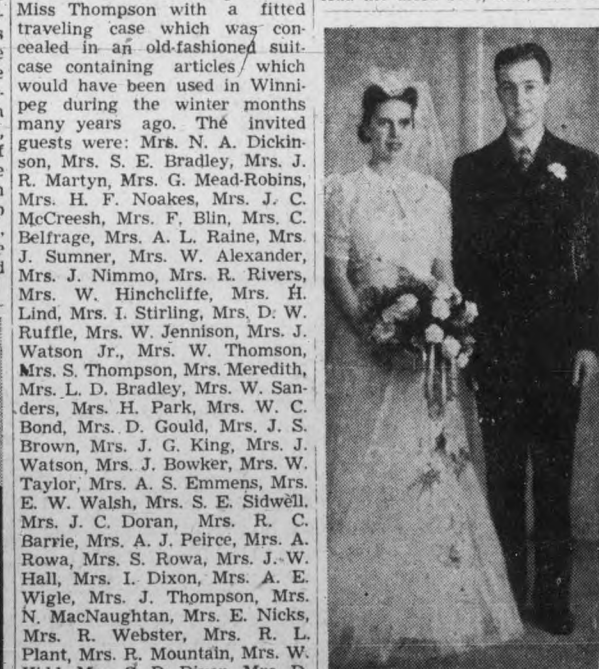 Miss Thompson with a fitted
traveling case which was con-
cealed in an old-fashioned suit-
case containing articles which
would have been used in Winni-
peg during the winter months
many years ago. The invited
guests were: Mrs. N. A. Dickin-
son, Mrs. S. E. Bradley, Mrs. J.
R. Martyn, Mrs. G. Mead-Robins,
Mrs. H. F. Noakes, Mrs. J. C.
McCreesh, Mrs. F. Blin, Mrs. C.
Belfrage, Mrs. A. L. Raine, Mrs.
J. Sumner, Mrs. W. Alexander,
Mrs. J. Nimmo, Mrs. R. Rivers,
Mrs. W. Hinchcliffe, Mrs. H.
Lind, Mrs. I. Stirling, Mrs. D. W.
Ruffle, Mrs. W. Jennison, Mrs. J.
Watson Jr., Mrs. W. Thomson,
Mrs. S. Thompson, Mrs. Meredith,
Mrs. L. D. Bradley, Mrs. W. San-
ders, Mrs. H. Park, Mrs. W. C.
Bond, Mrs. D. Gould, Mrs. J. S.
Brown, Mrs. J. G. King, Mrs. J.
Watson, Mrs. J. Bowker, Mrs. W.
Taylor, Mrs. A. S. Emmens, Mrs.
E. W. Walsh, Mrs. S. E. Sidwell,
Mrs. J. C. Doran, Mrs. R. C.
Barrie, Mrs. A. J. Peirce, Mrs. A.
Rowa, Mrs. S. Rowa, Mrs. J. W.
Hall, Mrs. I. Dixon, Mrs. A. E.
Wigle, Mrs. J. Thompson, Mrs.
N. MacNaughtan, Mrs. E. Nicks,
Mrs. R. Webster, Mrs. R. L.
Plant, Mrs. R. Mountain, Mrs. W.